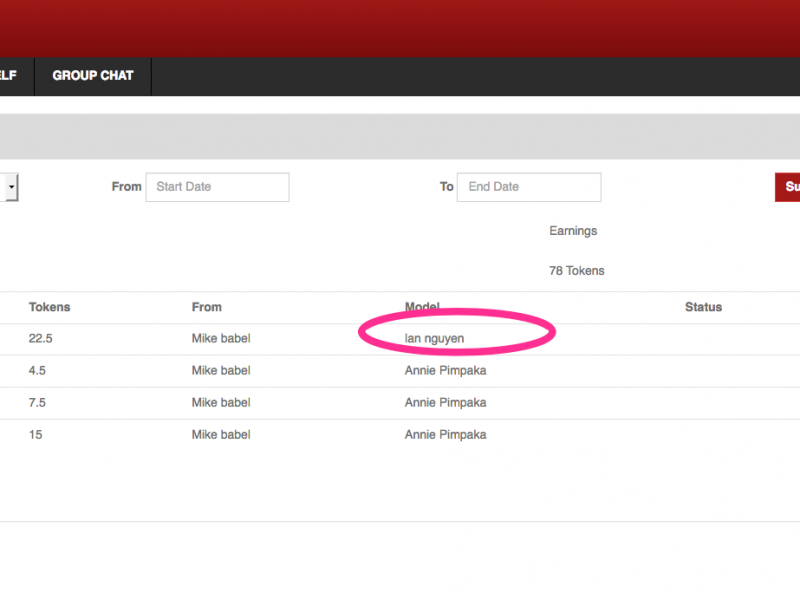 ELF GROUP CHAT
From Start Date To End Date Su
Earnings
78 Tokens
Tokens From Model Status
22.5 Mike babel lan nguyen
4.5 Mike babel Annie Pimpaka
7.5 Mike babel Annie Pimpaka
15 Mike babel Annie Pimpaka